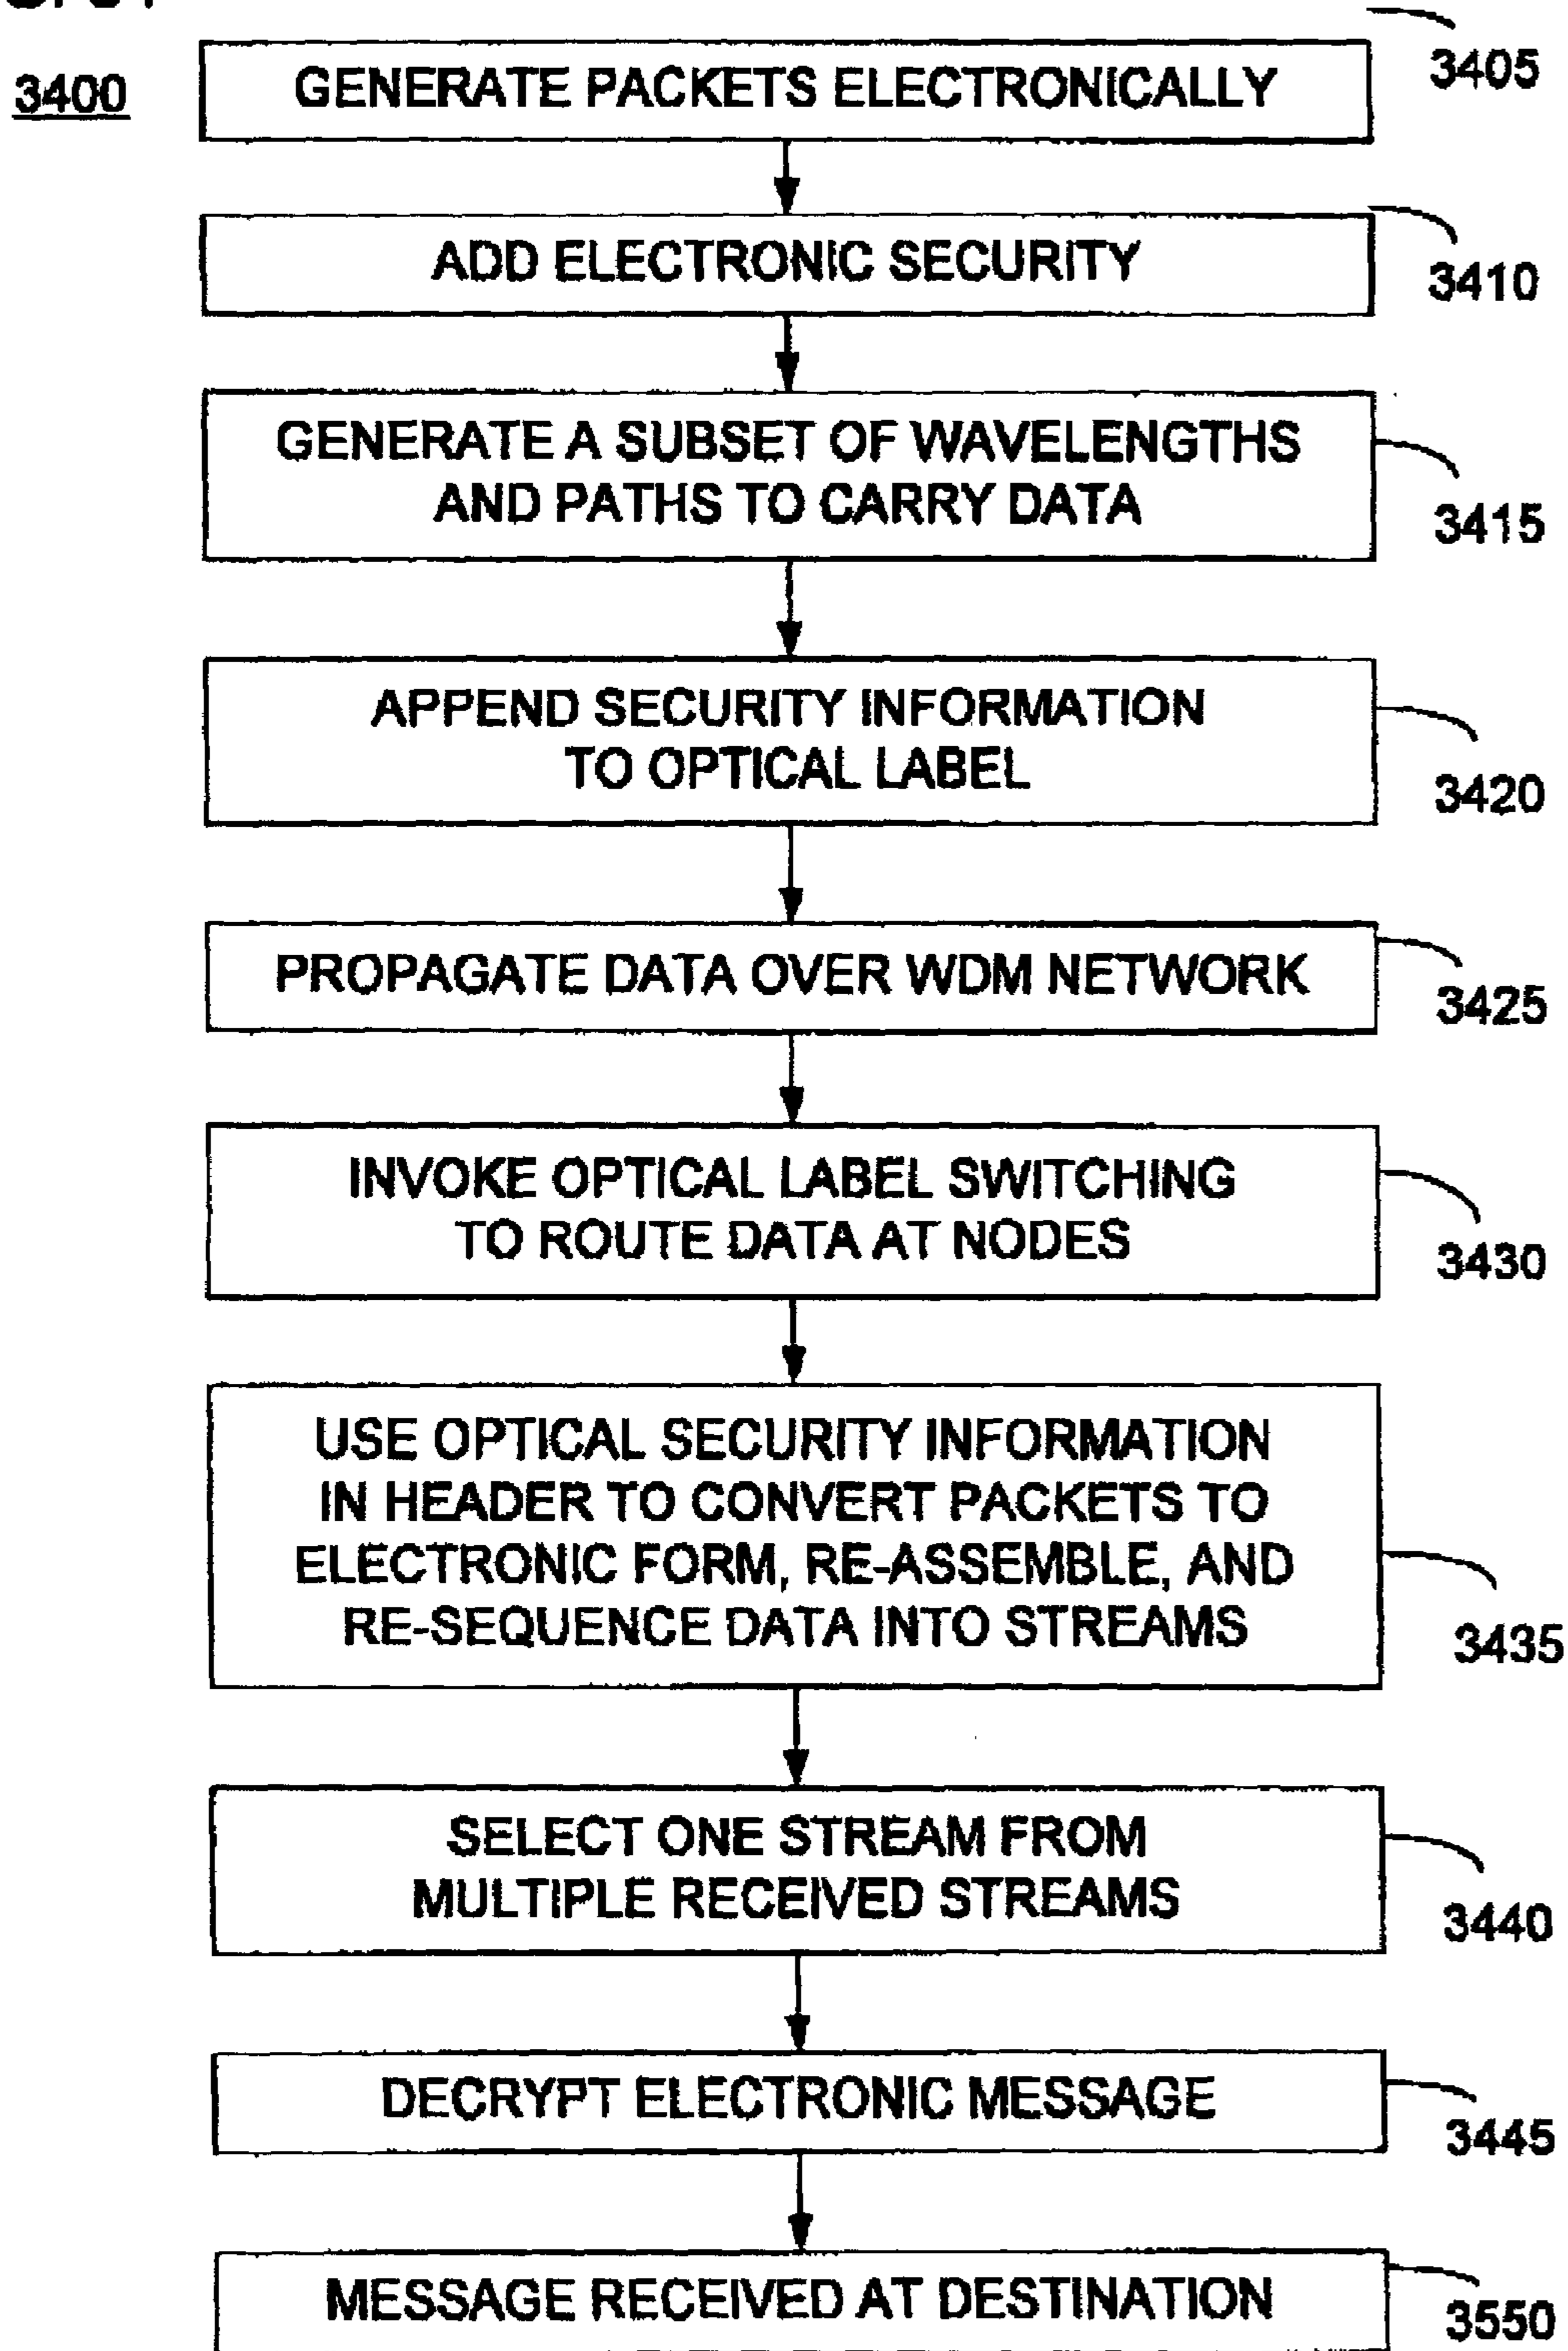 3400
GENERATE PACKETS ELECTRONICALLY
3405
ADD ELECTRONIC SECURITY
3410
GENERATE A SUBSET OF WAVELENGTHS
AND PATHS TO CARRY DATA
3415
APPEND SECURITY INFORMATION
TO OPTICAL LABEL
3420
PROPAGATE DATA OVER WDM NETWORK
3425
INVOKE OPTICAL LABEL SWITCHING
TO ROUTE DATA AT NODES
3430
USE OPTICAL SECURITY INFORMATION
IN HEADER TO CONVERT PACKETS TO
ELECTRONIC FORM, RE-ASSEMBLE, AND
RE-SEQUENCE DATA INTO STREAMS
3435
SELECT ONE STREAM FROM
MULTIPLE RECEIVED STREAMS
3440
DECRYPT ELECTRONIC MESSAGE
3445
MESSAGE RECEIVED AT DESTINATION
3550